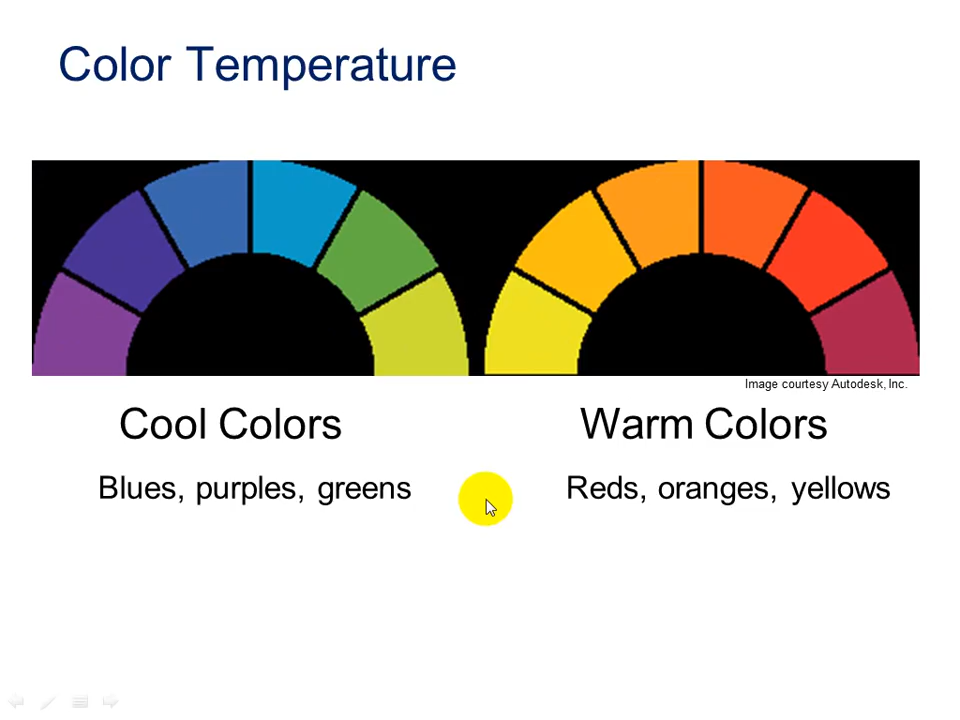 Color Temperature
Image courtesy Autodesk, Inc.
Cool Colors
Warm Colors
Blues, purples, greens
Reds, oranges, yellows